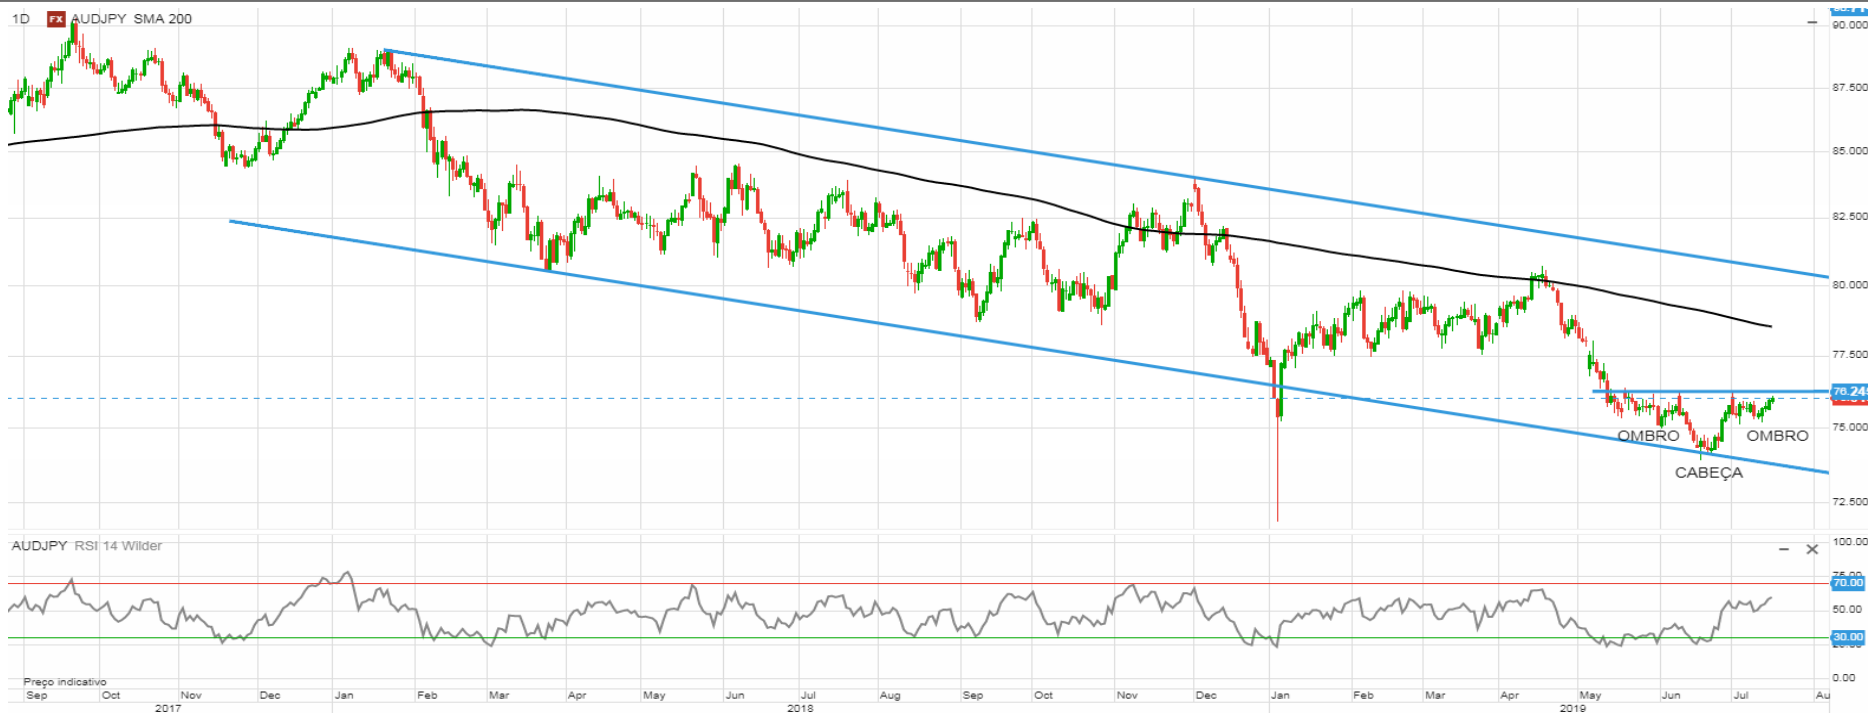 1D FX AUDJPY SMA 200
90.000
87.500
85.000
82.500
80.000
77.500
76.249
75.000
72.500
OMBRO
OMBRO
CABEÇA
AUDJPY RSI 14 Wilder
100.00
70.00
50.00
30.00
0.00
Preço indicativo
Sep Oct Nov Dec Jan Feb Mar Apr May Jun Jul Aug Sep Oct Nov Dec Jan Feb Mar Apr May Jun Jul Au
2017 2018 2019